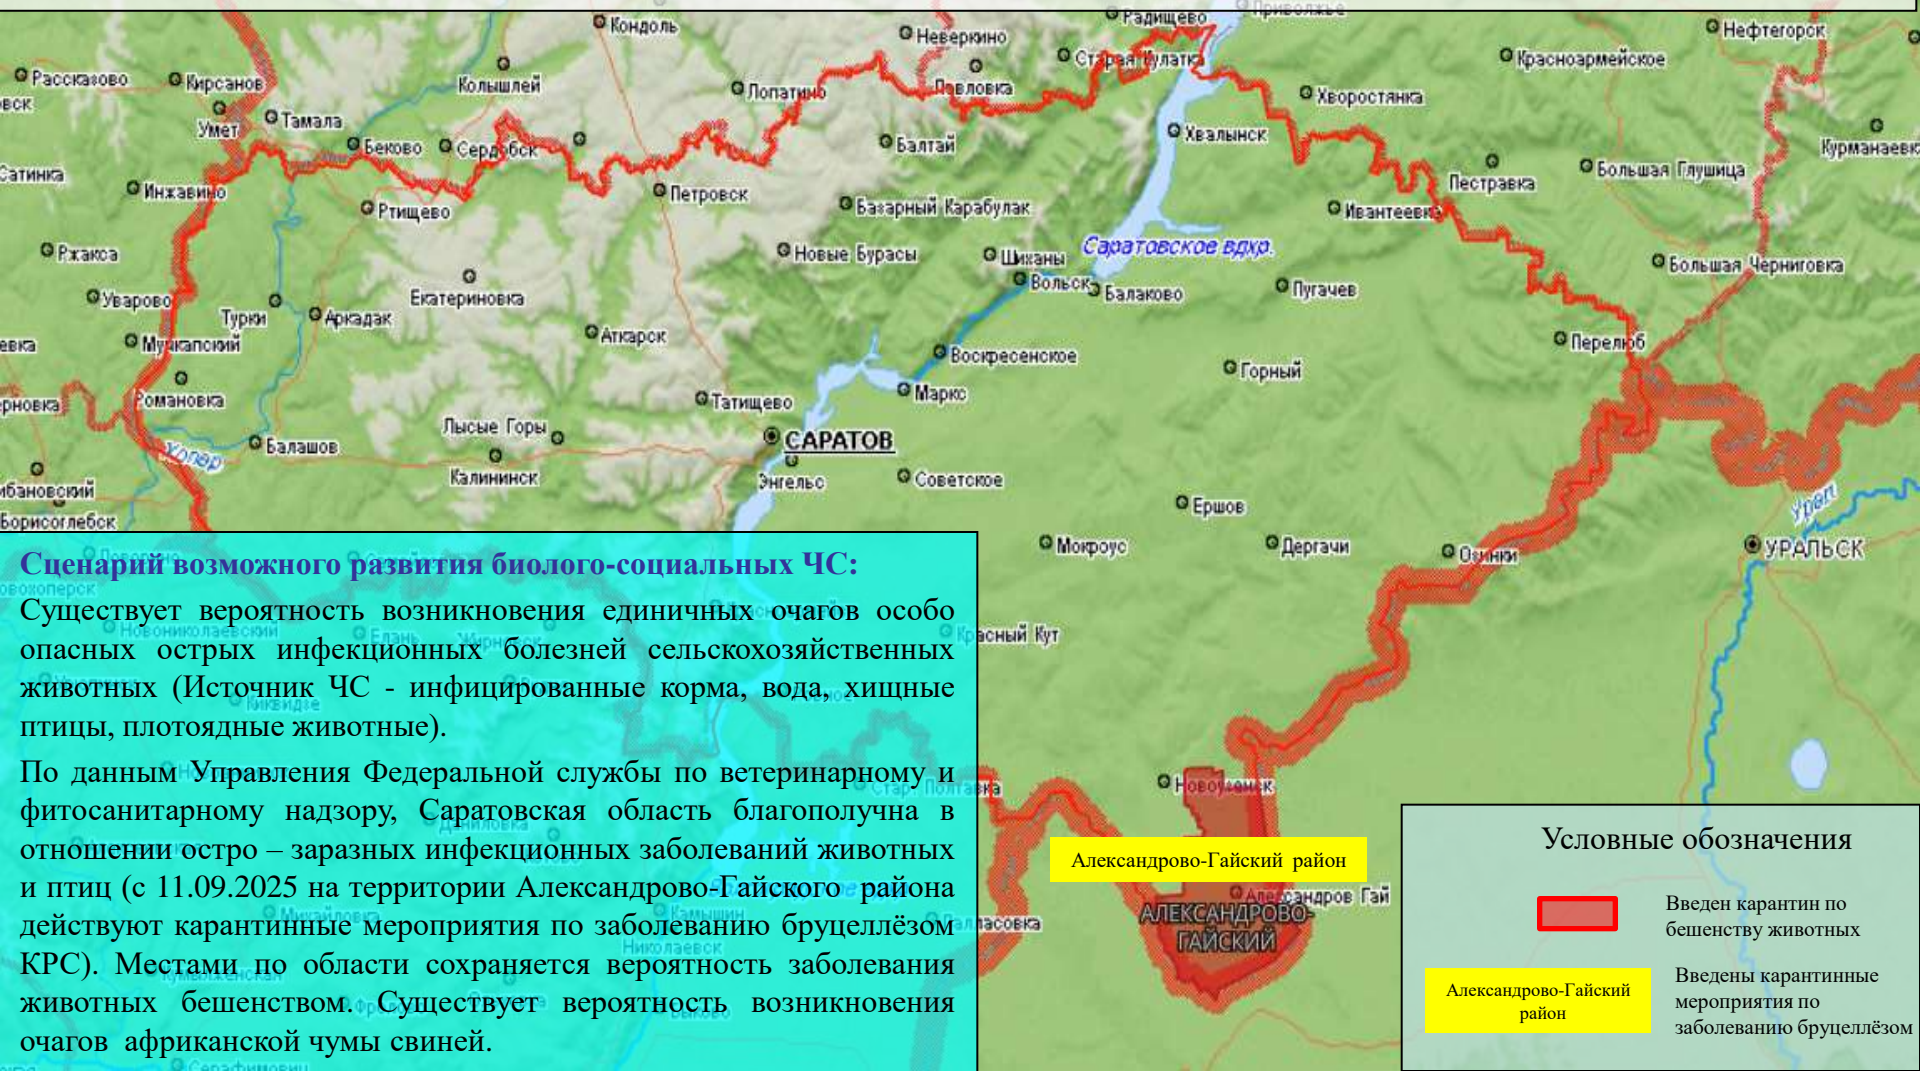 Приволжье
Радищево
Кондоль
Неверкино
Нефтегорск
Старая Кулатка
Красноармейское
Рассказово
Кирсанов
Колышлей
Лопатино
Павловка
Хворостянка
Умет
Тамала
Беково
Сердобск
Балтай
Хвалынск
Сатинка
Инжавино
Петровск
Пестравка
Большая Глушица
Ртищево
Базарный Карабулак
Ивантеевка
Ржакса
Новые Бурасы
Шиханы
Саратовское вдхр.
Большая Черниговка
Уварово
Екатериновка
Вольск
Балаково
Пугачев
Турки
Аркадак
Аткарск
Мучкапский
Воскресенское
Перелюб
Горный
Романовка
Татищево
Маркс
Лысые Горы
САРАТОВ
Балашов
Хопер
Калининск
Энгельс
Советское
Ершов
Борисоглебск
Мокроус
Дергачи
Озинки
УРАЛЬСК
Сценарий возможного развития биолого-социальных ЧС:
Существует вероятность возникновения единичных очагов особо
опасных острых инфекционных болезней сельскохозяйственных
животных (Источник ЧС - инфицированные корма, вода, хищные
птицы, плотоядные животные).
По данным Управления Федеральной службы по ветеринарному и
фитосанитарному надзору, Саратовская область благополучна в
отношении остро – заразных инфекционных заболеваний животных
и птиц (с 11.09.2025 на территории Александрово-Гайского района
действуют карантинные мероприятия по заболеванию бруцеллёзом
КРС). Местами по области сохраняется вероятность заболевания
животных бешенством. Существует вероятность возникновения
очагов африканской чумы свиней.
Красный Кут
Новоузенск
Александрово-Гайский район
Александров Гай
АЛЕКСАНДРОВО-
ГАЙСКИЙ
Условные обозначения
Введен карантин по
бешенству животных
Александрово-Гайский
район
Введены карантинные
мероприятия по
заболеванию бруцеллёзом